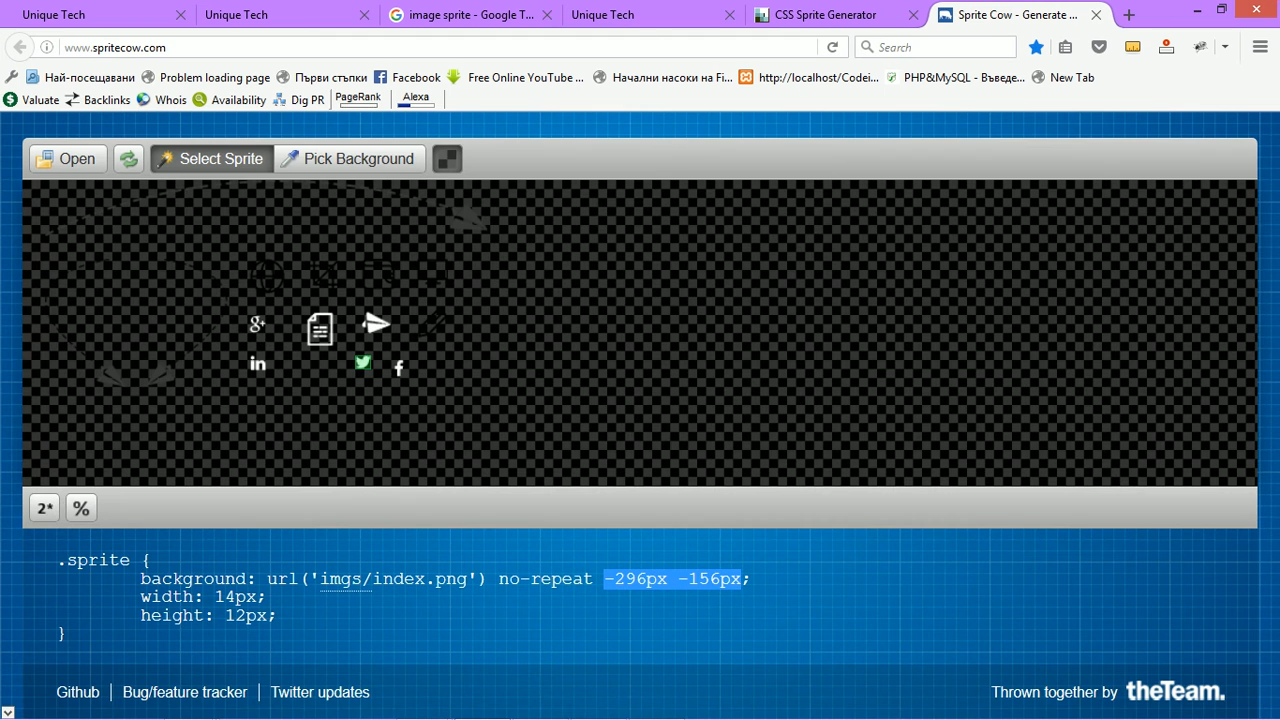 Unique Tech
Unique Tech
image sprite - Google T...
Unique Tech
CSS Sprite Generator
Sprite Cow - Generate ...
www.spritecow.com
Search
Най-посещавани
Problem loading page
Първи стъпки
Facebook
Free Online YouTube ...
Начални насоки на Fi...
http://localhost/Codei...
PHP&MySQL - Въведе...
New Tab
Valuate
Backlinks
Whois
Availability
Dig PR
PageRank
Alexa
Open
Select Sprite
Pick Background
g+
in
f
2*
%
.sprite {
background: url('imgs/index.png') no-repeat -296px -156px;
width: 14px;
height: 12px;
}
Github
Bug/feature tracker
Twitter updates
Thrown together by theTeam.